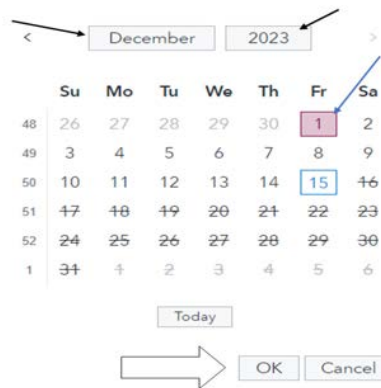 < December 2023 >
Su Mo Tu We Th Fr Sa
48 26 27 28 29 30 1 2
49 3 4 5 6 7 8 9
50 10 11 12 13 14 15 16
51 17 18 19 20 21 22 23
52 24 25 26 27 28 29 30
1 31 1 2 3 4 5 6
Today
OK Cancel